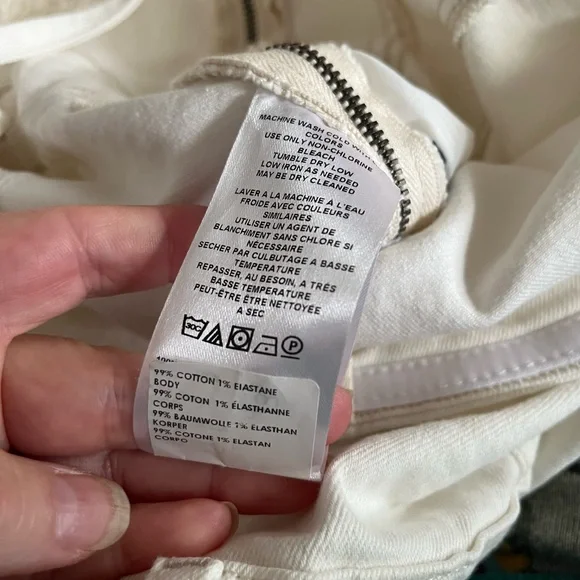 MACHINE WASH COLD WITH
COLORS
USE ONLY NON-CHLORINE
BLEACH
TUMBLE DRY LOW
LOW IRON AS NEEDED
MAY BE DRY CLEANED
LAVER À LA MACHINE À L'EAU
FROIDE AVEC COULEURS
SIMILAIRES
UTILISER UN AGENT DE
BLANCHIMENT SANS CHLORE SI
NÉCESSAIRE
SECHER PAR CULBUTAGE A BASSE
TEMPERATURE
REPASSER, AU BESOIN, A TRÉS
BASSE TEMPERATURE
PEUT-ÊTRE ÊTRE NETTOYÉE
A SEC
30C P
99% COTTON 1% ElASTANE
BODY
99% COTON 1% ÉLASTHANNE
CORPS
99% BAUMWOLLE 1% ELASTHAN
KORPER
99% COTONE 1% ELASTAN
CORPO